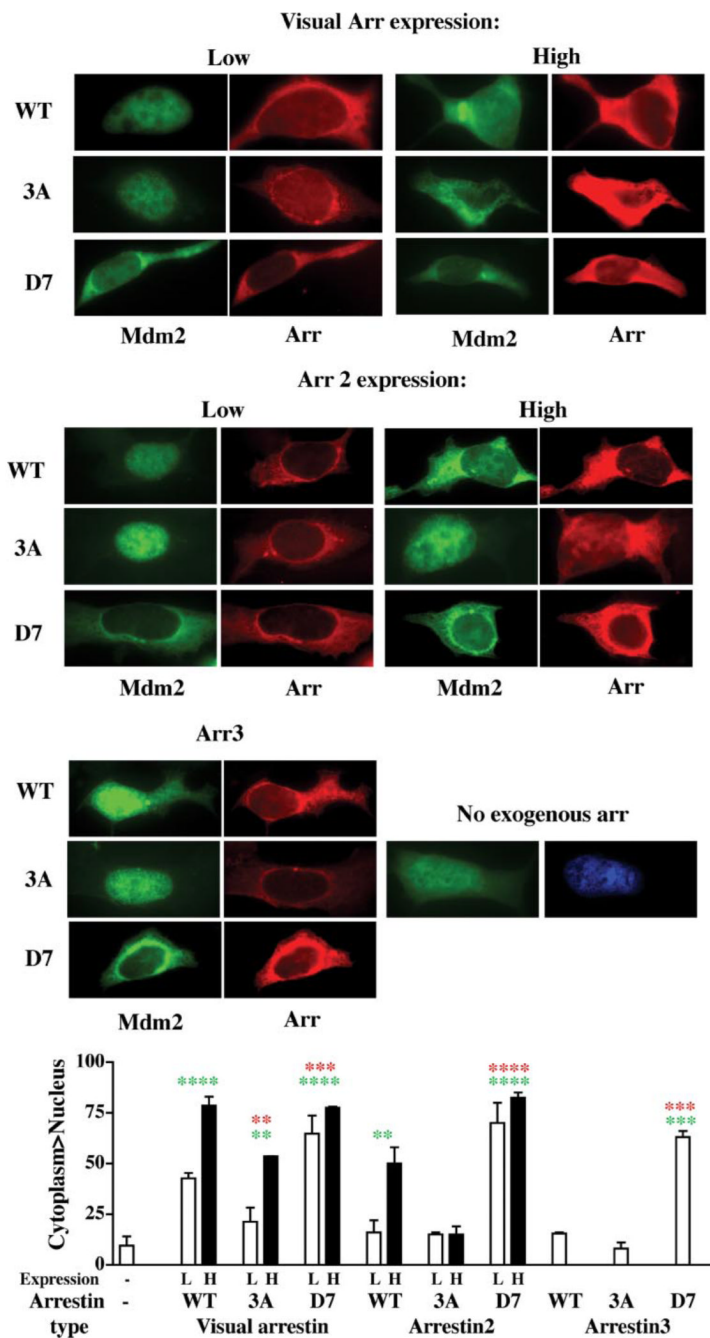 Visual Arr expression:
Low High
WT
3A
D7
Mdm2 Arr Mdm2 Arr
Arr 2 expression:
Low High
WT
3A
D7
Mdm2 Arr Mdm2 Arr
Arr3
WT
No exogenous arr
3A
D7
Mdm2 Arr
Cytoplasm>Nucleus
100
75
50
25
0
**** ** ** *** **** ** **** **** *** ***
Expression - L H L H L H L H L H L H
Arrestin - WT 3A D7 WT 3A D7 WT 3A D7
type Visual arrestin Arrestin2 Arrestin3